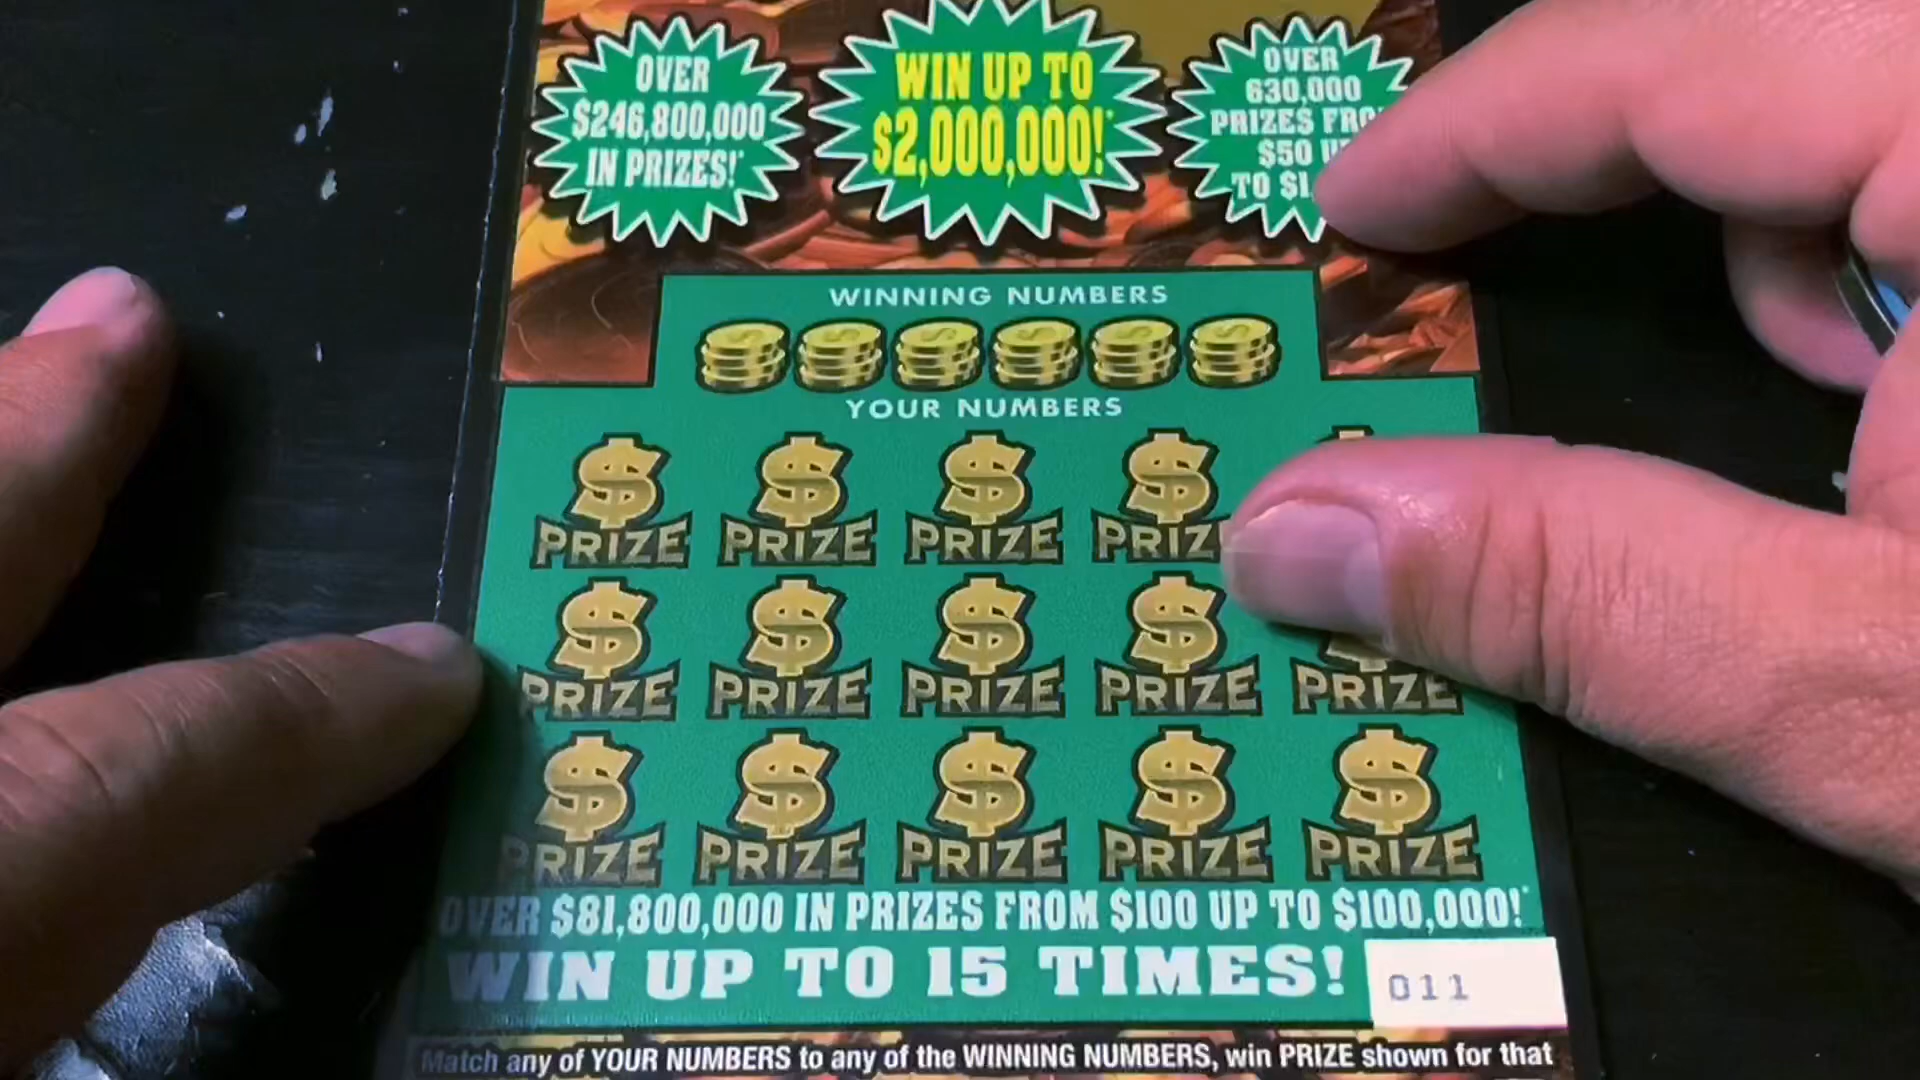 OVER
$246,800,000
IN PRIZES!*
WIN UP TO
$2,000,000!*
OVER
630,000
PRIZES
$50
TO
WINNING NUMBERS
YOUR NUMBERS
$ $ $ $
PRIZE PRIZE PRIZE
$ $ $ $
PRIZE PRIZE PRIZE PRIZE PRIZE
$ $ $ $ $
PRIZE PRIZE PRIZE PRIZE PRIZE
OVER $81,800,000 IN PRIZES FROM $100 UP TO $100,000!*
WIN UP TO 15 TIMES!
011
Match any of YOUR NUMBERS to any of the WINNING NUMBERS, win PRIZE shown for that